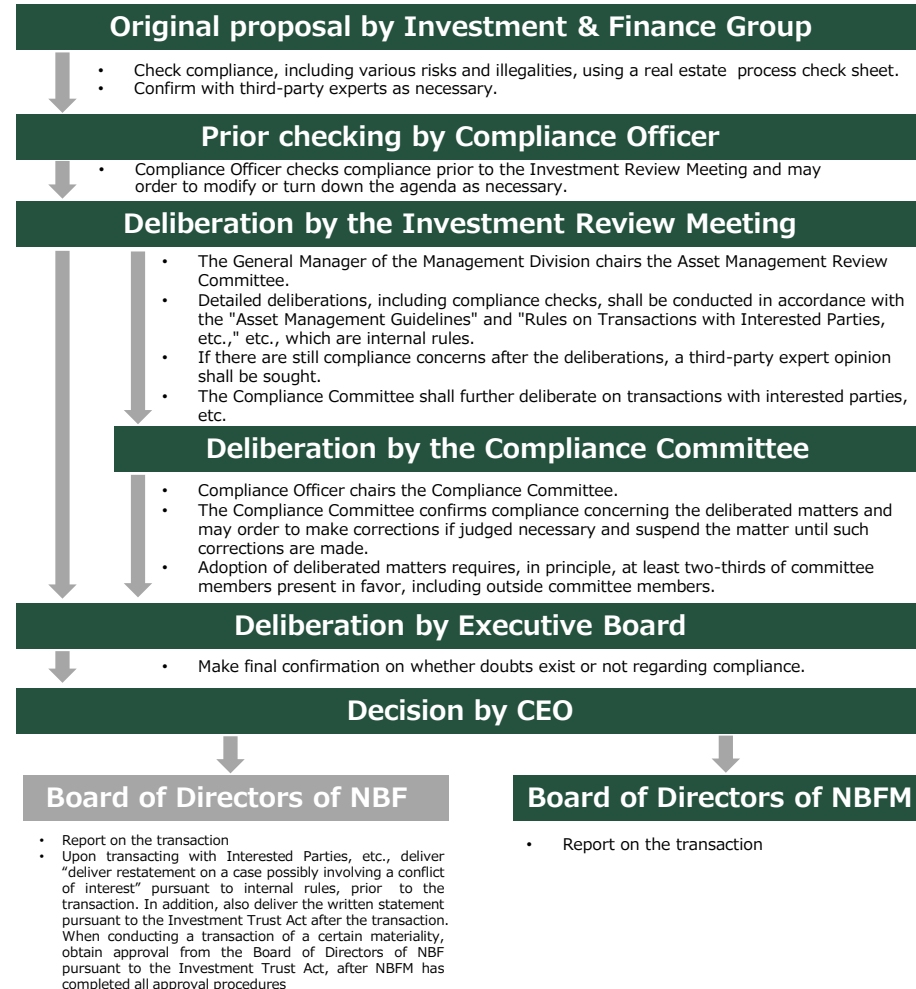 Original proposal by Investment & Finance Group
• Check compliance, including various risks and illegalities, using a real estate process check sheet.
• Confirm with third-party experts as necessary.
Prior checking by Compliance Officer
• Compliance Officer checks compliance prior to the Investment Review Meeting and may
order to modify or turn down the agenda as necessary.
Deliberation by the Investment Review Meeting
• The General Manager of the Management Division chairs the Asset Management Review
Committee.
• Detailed deliberations, including compliance checks, shall be conducted in accordance with
the "Asset Management Guidelines" and "Rules on Transactions with Interested Parties,
etc.," etc., which are internal rules.
• If there are still compliance concerns after the deliberations, a third-party expert opinion
shall be sought.
• The Compliance Committee shall further deliberate on transactions with interested parties,
etc.
Deliberation by the Compliance Committee
• Compliance Officer chairs the Compliance Committee.
• The Compliance Committee confirms compliance concerning the deliberated matters and
may order to make corrections if judged necessary and suspend the matter until such
corrections are made.
• Adoption of deliberated matters requires, in principle, at least two-thirds of committee
members present in favor, including outside committee members.
Deliberation by Executive Board
• Make final confirmation on whether doubts exist or not regarding compliance.
Decision by CEO
Board of Directors of NBF
• Report on the transaction
• Upon transacting with Interested Parties, etc., deliver
“deliver restatement on a case possibly involving a conflict
of interest” pursuant to internal rules, prior to the
transaction. In addition, also deliver the written statement
pursuant to the Investment Trust Act after the transaction.
When conducting a transaction of a certain materiality,
obtain approval from the Board of Directors of NBF
pursuant to the Investment Trust Act, after NBFM has
completed all approval procedures
Board of Directors of NBFM
• Report on the transaction